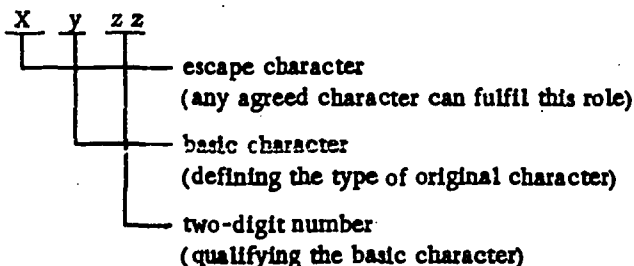 X y zz
escape character
(any agreed character can fulfil this role)
basic character
(defining the type of original character)
two-digit number
(qualifying the basic character)